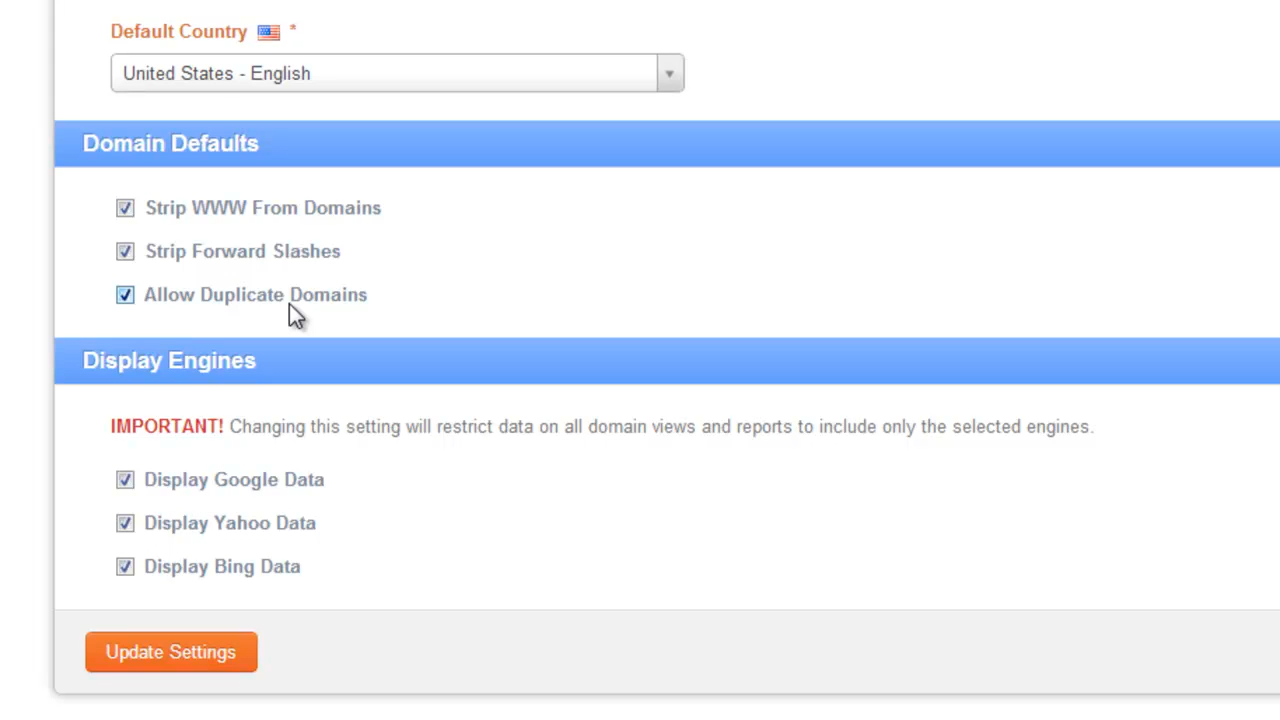 Default Country *
United States - English
Domain Defaults
Strip WWW From Domains
Strip Forward Slashes
Allow Duplicate Domains
Display Engines
IMPORTANT! Changing this setting will restrict data on all domain views and reports to include only the selected engines.
Display Google Data
Display Yahoo Data
Display Bing Data
Update Settings